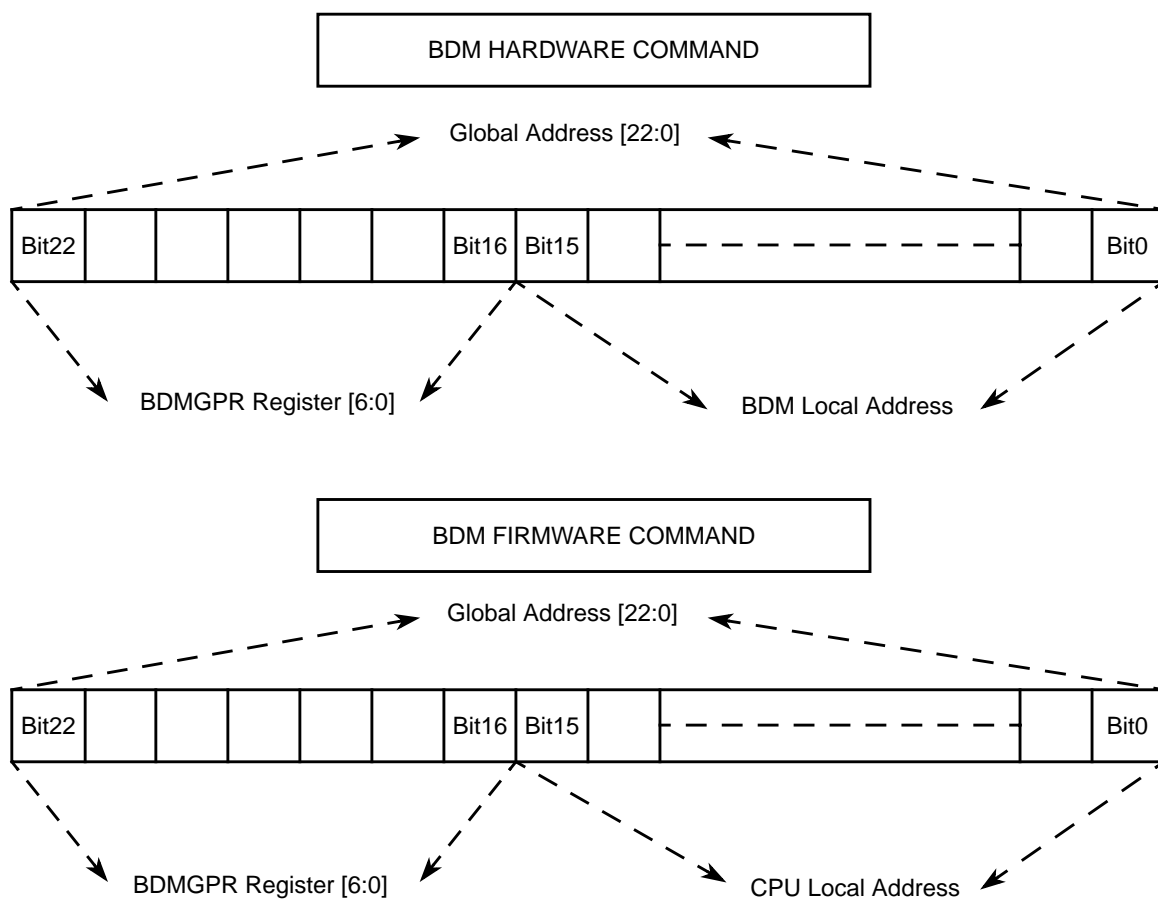 BDM HARDWARE COMMAND
Global Address [22:0]
Bit22 Bit16 Bit15 Bit0
BDMGPR Register [6:0] BDM Local Address
BDM FIRMWARE COMMAND
Global Address [22:0]
Bit22 Bit16 Bit15 Bit0
BDMGPR Register [6:0] CPU Local Address